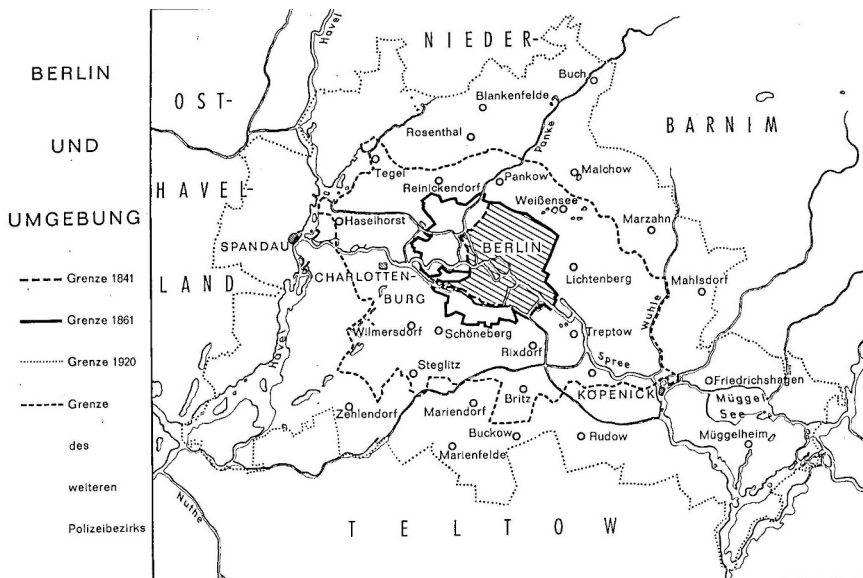 BERLIN
UND
UMGEBUNG
Grenze 1841
Grenze 1861
Grenze 1920
Grenze
des
weiteren
Polizeibezirks
NIEDER-
BARNIM
OST-
HAVEL-
LAND
TELTOW
Havel
Buch
Blankenfelde
Rosenthal
Panke
Tegel
Reinickendorf
Pankow
Malchow
Weißensee
Marzahn
Haselhorst
SPANDAU
BERLIN
CHARLOTTEN-
BURG
Lichtenberg
Mahlsdorf
Wuhle
Havel
Wilmersdorf
Schöneberg
Treptow
Rixdorf
Spree
Steglitz
Friedrichshagen
Britz
KÖPENICK
Müggel
See
Zehlendorf
Mariendorf
Buckow
Rudow
Müggelheim
Marienfelde
Nuthe